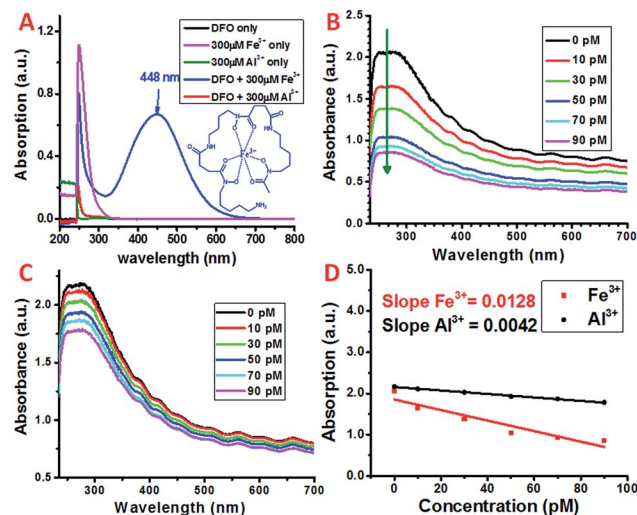 A
DFO only
300μM Fe³⁺ only
300μM Al³⁺ only
DFO + 300μM Fe³⁺
DFO + 300μM Al³⁺
448 nm
Fe³⁺
NH₂
Absorption (a.u.)
1.2
0.8
0.4
0.0
200 300 400 500 600 700 800
wavelength (nm)
B
0 pM
10 pM
30 pM
50 pM
70 pM
90 pM
Absorbance (a.u.)
2.5
2.0
1.5
1.0
0.5
0.0
300 400 500 600 700
wavelength (nm)
C
0 pM
10 pM
30 pM
50 pM
70 pM
90 pM
Absorbance (a.u.)
2.0
1.5
1.0
0.5
300 400 500 600 700
wavelength (nm)
D
Slope Fe³⁺ = 0.0128
Slope Al³⁺ = 0.0042
Fe³⁺
Al³⁺
Absorption (a.u.)
5.0
4.0
3.0
2.0
1.0
0.0
0 20 40 60 80 100
Concentration (pM)